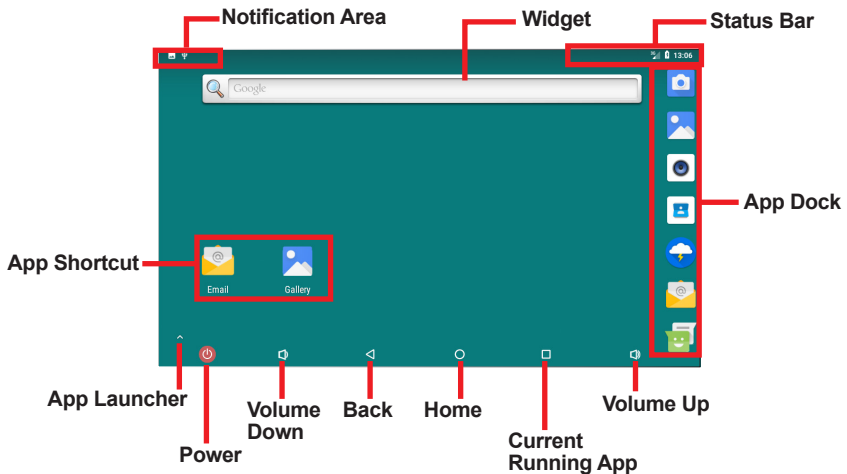 Notification Area
Widget
Status Bar
13:06
Google
App Dock
App Shortcut
@
@
Email
Gallery
App Launcher
Volume
Down
Back
Home
Volume Up
Power
Current
Running App